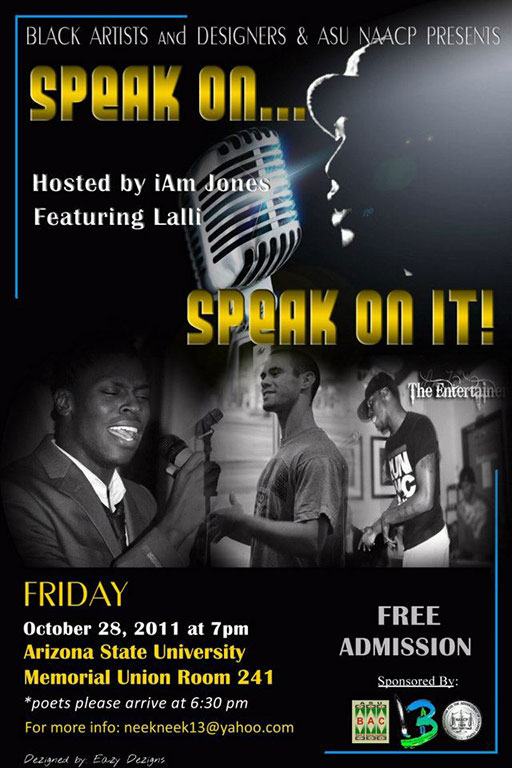 BLACK ARTISTS and DESIGNERS & ASU NAACP PRESENTS
SPEAK ON...
Hosted by iAm Jones
Featuring Lalli
SPEAK ON IT!
The Entertainer
FRIDAY
October 28, 2011 at 7pm
Arizona State University
Memorial Union Room 241
*poets please arrive at 6:30 pm
For more info: neekneek13@yahoo.com
FREE
ADMISSION
Sponsored By:
BAC
Dezigned by: Eazy Dezigns